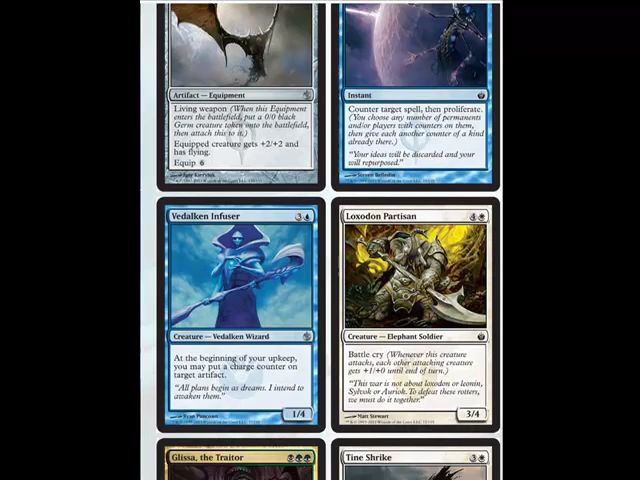 Artifact — Equipment
Living weapon (When this Equipment
enters the battlefield, put a 0/0 black
Germ creature token onto the battlefield,
then attach this to it.)
Equipped creature gets +2/+2 and
has flying.
Equip 6
Instant
Counter target spell, then proliferate.
(You choose any number of permanents
and/or players with counters on them,
then give each another counter of a kind
already there.)
"Your ideas will be discarded and your
will repurposed."
Vedalken Infuser 3
Creature — Vedalken Wizard
At the beginning of your upkeep,
you may put a charge counter on
target artifact.
"All plans begin as dreams. I intend to
awaken them."
1/4
Loxodon Partisan 4
Creature — Elephant Soldier
Battle cry (Whenever this creature
attacks, each other attacking creature
gets +1/+0 until end of turn.)
"This war is not about loxodon or leonin,
Sylvok or Auriok. To defeat these rotters,
we must do it together."
Matt Stewart
3/4
Glissa, the Traitor
Tine Shrike 3